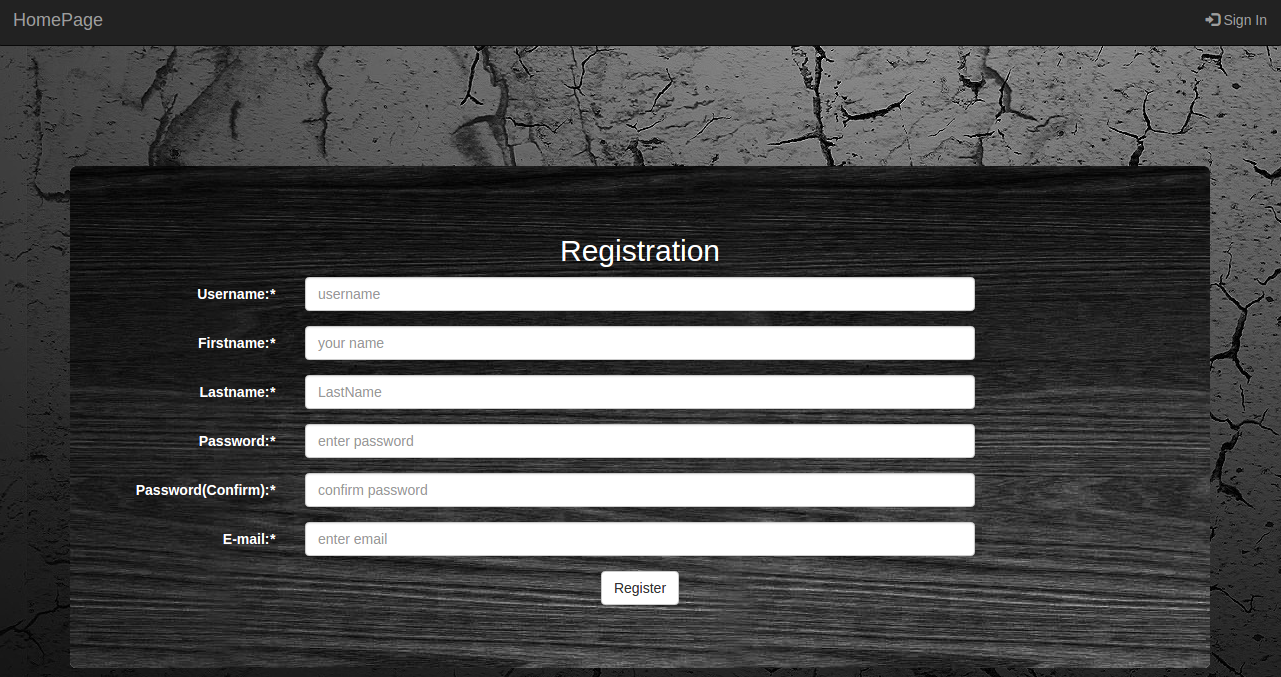 HomePage
Sign In
Registration
Username:*
username
Firstname:*
your name
Lastname:*
LastName
Password:*
enter password
Password(Confirm):*
confirm password
E-mail:*
enter email
Register